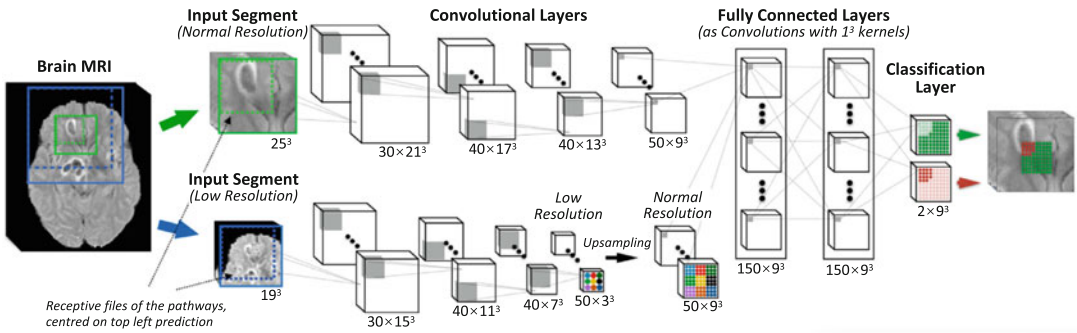 Brain MRI
Input Segment
(Normal Resolution)
25³
Convolutional Layers
30×21³
40×17³
40×13³
50×9³
Fully Connected Layers
(as Convolutions with 1³ kernels)
150×9³
150×9³
Classification
Layer
2×9³
Input Segment
(Low Resolution)
19³
30×15³
40×11³
40×7³
50×3³
Low
Resolution
Upsampling
Normal
Resolution
50×9³
Receptive files of the pathways,
centred on top left prediction